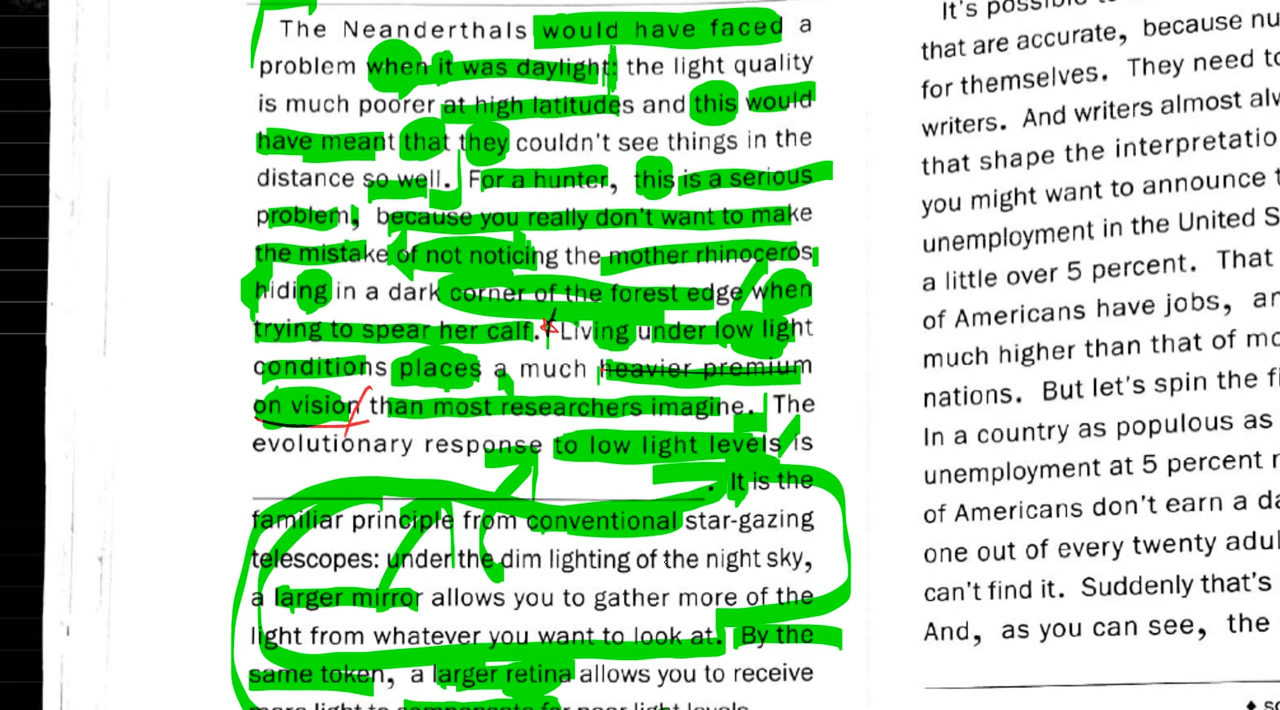 The Neanderthals would have faced a
problem when it was daylight: the light quality
is much poorer at high latitudes and this would
have meant that they couldn't see things in the
distance so well. For a hunter, this is a serious
problem, because you really don't want to make
the mistake of not noticing the mother rhinoceros
hiding in a dark corner of the forest edge when
trying to spear her calf. Living under low light
conditions places a much heavier premium
on vision than most researchers imagine. The
evolutionary response to low light levels is
. It is the
familiar principle from conventional star-gazing
telescopes: under the dim lighting of the night sky,
a larger mirror allows you to gather more of the
light from whatever you want to look at. By the
same token, a larger retina allows you to receive
more light to compensate for poor light levels.
It's possible
that are accurate, because
for themselves. They need to
writers. And writers almost
that shape the
you might want to announce
unemployment in the United
a little over 5 percent. That
of Americans have jobs,
much higher than that of
nations. But let's spin the
In a country as populous as
unemployment at 5 percent
of Americans don't earn a
one out of every twenty
can't find it. Suddenly that's
And, as you can see, the